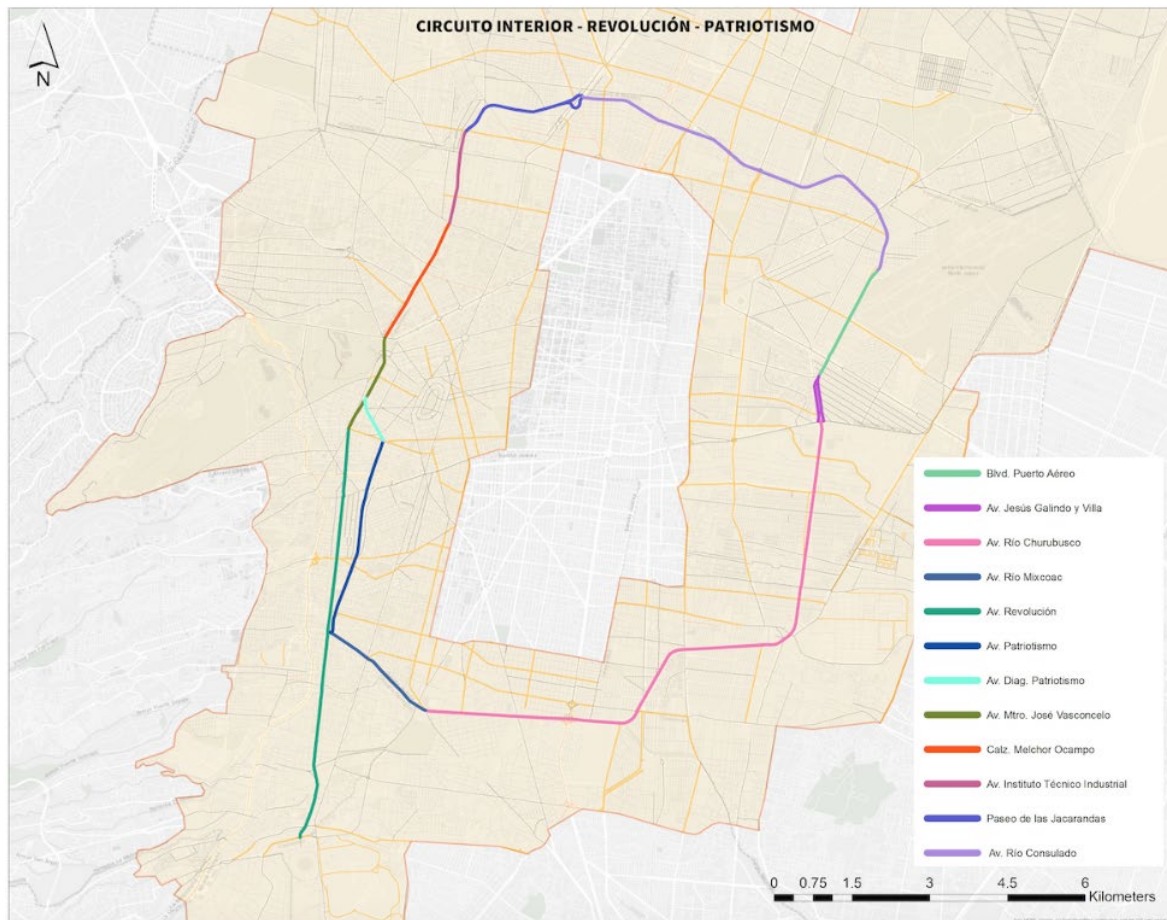 CIRCUITO INTERIOR - REVOLUCIÓN - PATRIOTISMO
N
Blvd. Puerto Aéreo
Av. Jesús Galindo y Villa
Av. Río Churubusco
Av. Río Mixcoac
Av. Revolución
Av. Patriotismo
Av. Diag. Patriotismo
Av. Mtro. José Vasconcelo
Calz. Melchor Ocampo
Av. Instituto Técnico Industrial
Paseo de las Jacarandas
Av. Río Consulado
0 0.75 1.5 3 4.5 6
Kilometers